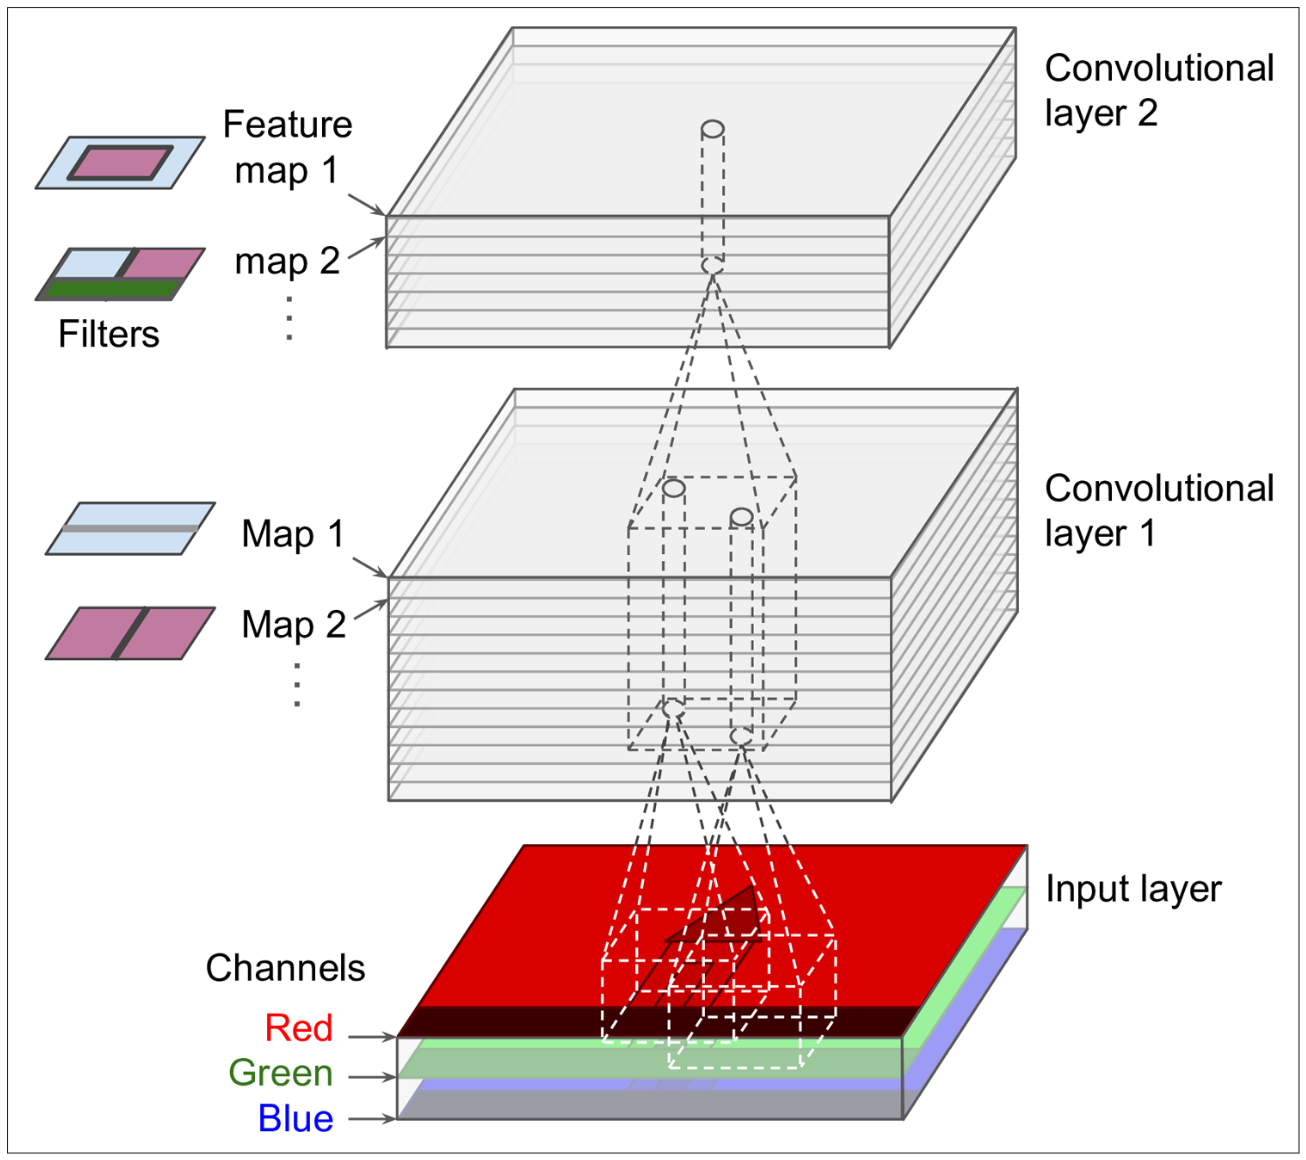 Convolutional
layer 2
Feature
map 1
map 2
Filters
Convolutional
layer 1
Map 1
Map 2
Input layer
Channels
Red
Green
Blue